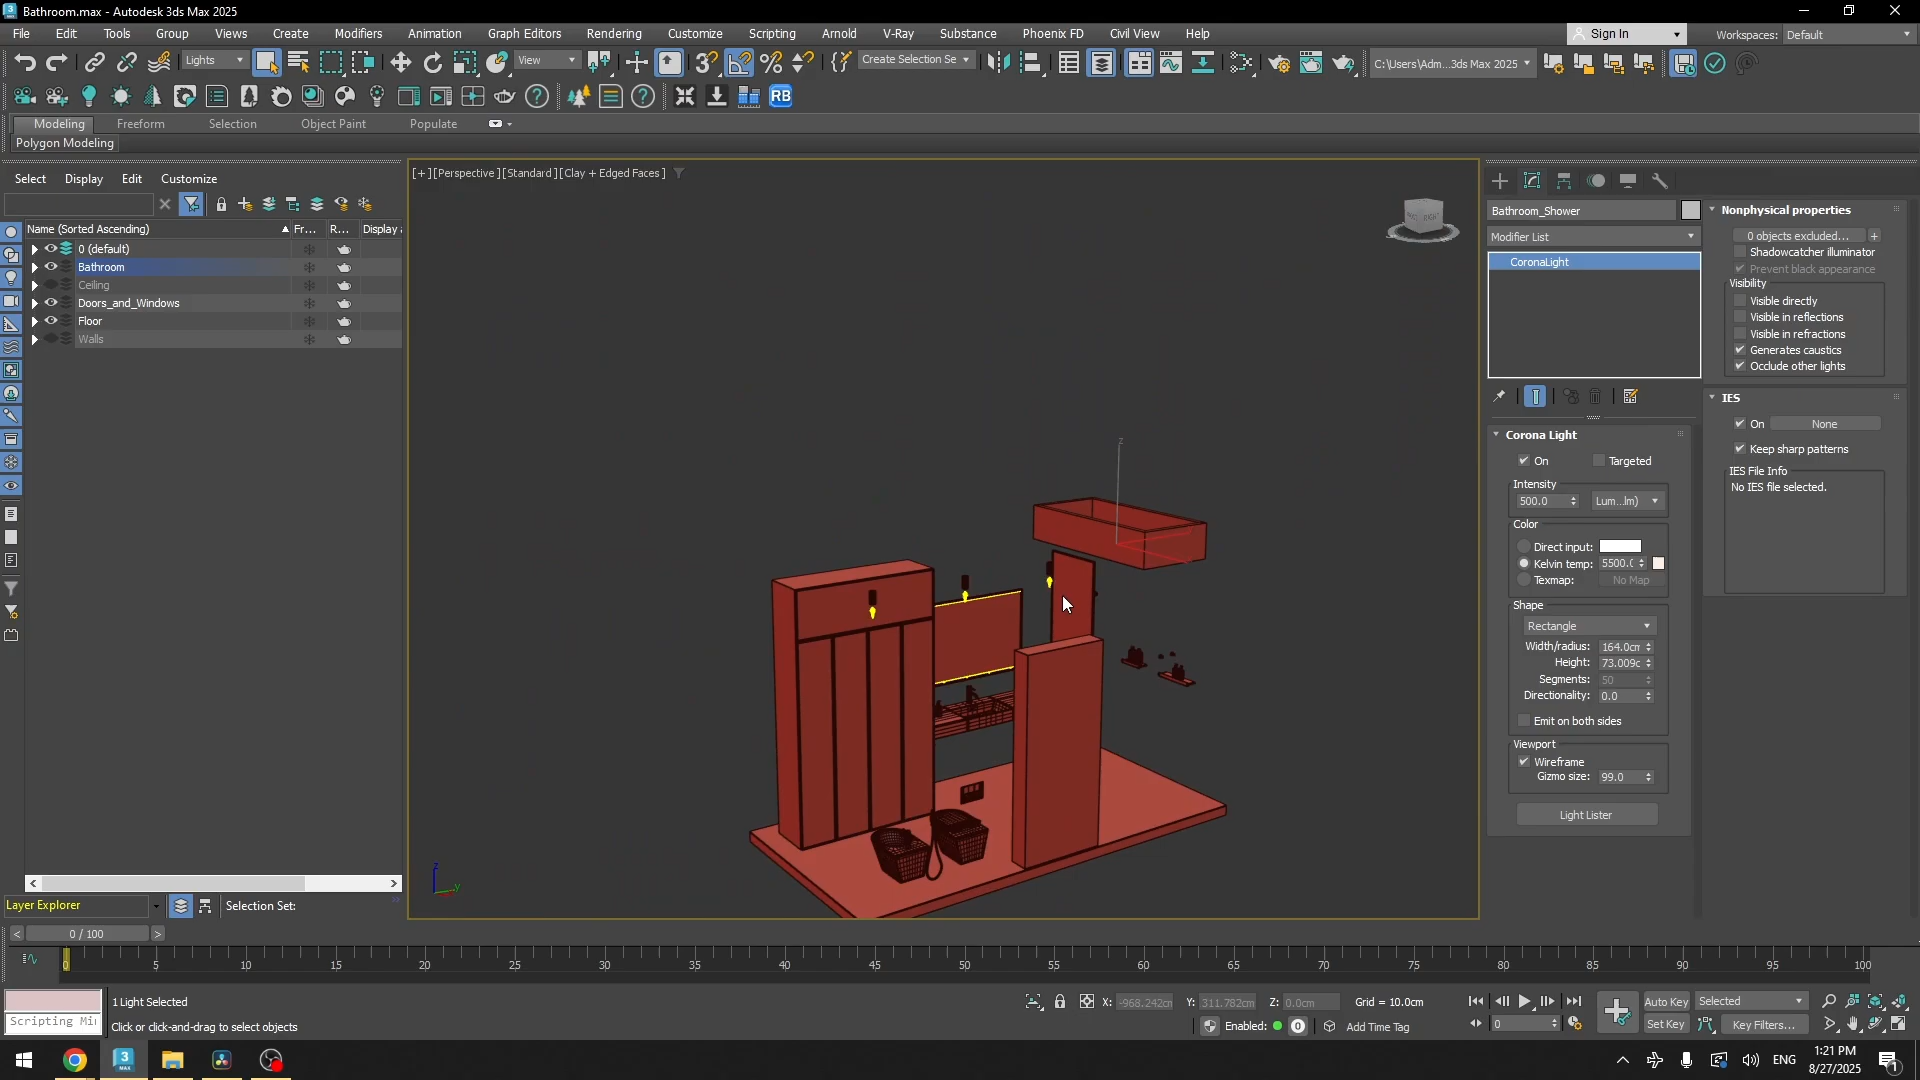 Bathroom.max - Autodesk 3ds Max 2025
File Edit Tools Group Views Create Modifiers Animation Graph Editors Rendering Customize Scripting Arnold V-Ray Substance Phoenix FD Civil View Help
Sign In
Workspaces: Default
Lights
View
Create Selection Se
C:\Users\Adm...3ds Max 2025
RB
Modeling Freeform Selection Object Paint Populate
Polygon Modeling
Select Display Edit Customize
Name (Sorted Ascending) Fr... R... Display
0 (default)
Bathroom
Ceiling
Doors_and_Windows
Floor
Walls
Layer Explorer
Selection Set:
[+][Perspective][Standard][Clay + Edged Faces]
RIGHT
z
z
y
Bathroom_Shower
Modifier List
CoronaLight
Corona Light
On Targeted
Intensity
500.0 Lum...lm)
Color
Direct input:
Kelvin temp: 5500.(
Texmap: No Map
Shape
Rectangle
Width/radius: 164.0cm
Height: 73.009c
Segments: 50
Directionality: 0.0
Emit on both sides
Viewport
Wireframe
Gizmo size: 99.0
Light Lister
Nonphysical properties
0 objects excluded... +
Shadowcatcher illuminator
Prevent black appearance
Visibility
Visible directly
Visible in reflections
Visible in refractions
Generates caustics
Occlude other lights
IES
On None
Keep sharp patterns
IES File Info
No IES file selected.
< 0 / 100 >
0 5 10 15 20 25 30 35 40 45 50 55 60 65 70 75 80 85 90 95 100
1 Light Selected
Scripting Mi
Click or click-and-drag to select objects
X: -968.242cm Y: 311.782cm Z: 0.0cm Grid = 10.0cm
Enabled: 0 Add Time Tag
0
Auto Key Selected
Set Key Key Filters...
ENG
1:21 PM
8/27/2025
1